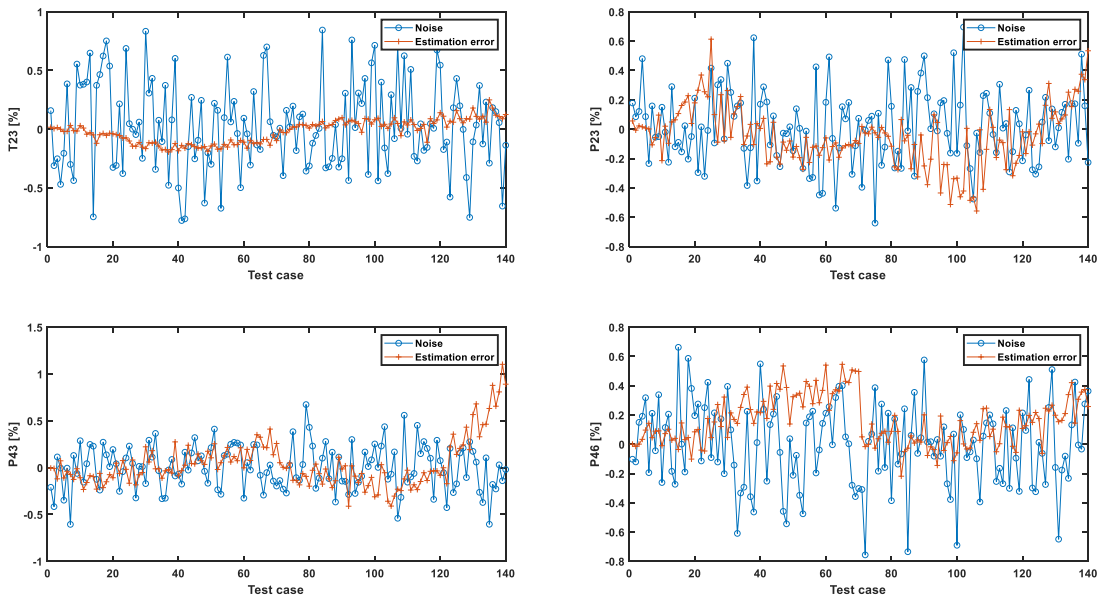 1
0.5
0
-0.5
-1
T23 [%]
0 20 40 60 80 100 120 140
Test case
Noise
Estimation error
0.8
0.6
0.4
0.2
0
-0.2
-0.4
-0.6
-0.8
P23 [%]
0 20 40 60 80 100 120 140
Test case
Noise
Estimation error
1.5
1
0.5
0
-0.5
-1
P43 [%]
0 20 40 60 80 100 120 140
Test case
Noise
Estimation error
0.8
0.6
0.4
0.2
0
-0.2
-0.4
-0.6
-0.8
P46 [%]
0 20 40 60 80 100 120 140
Test case
Noise
Estimation error